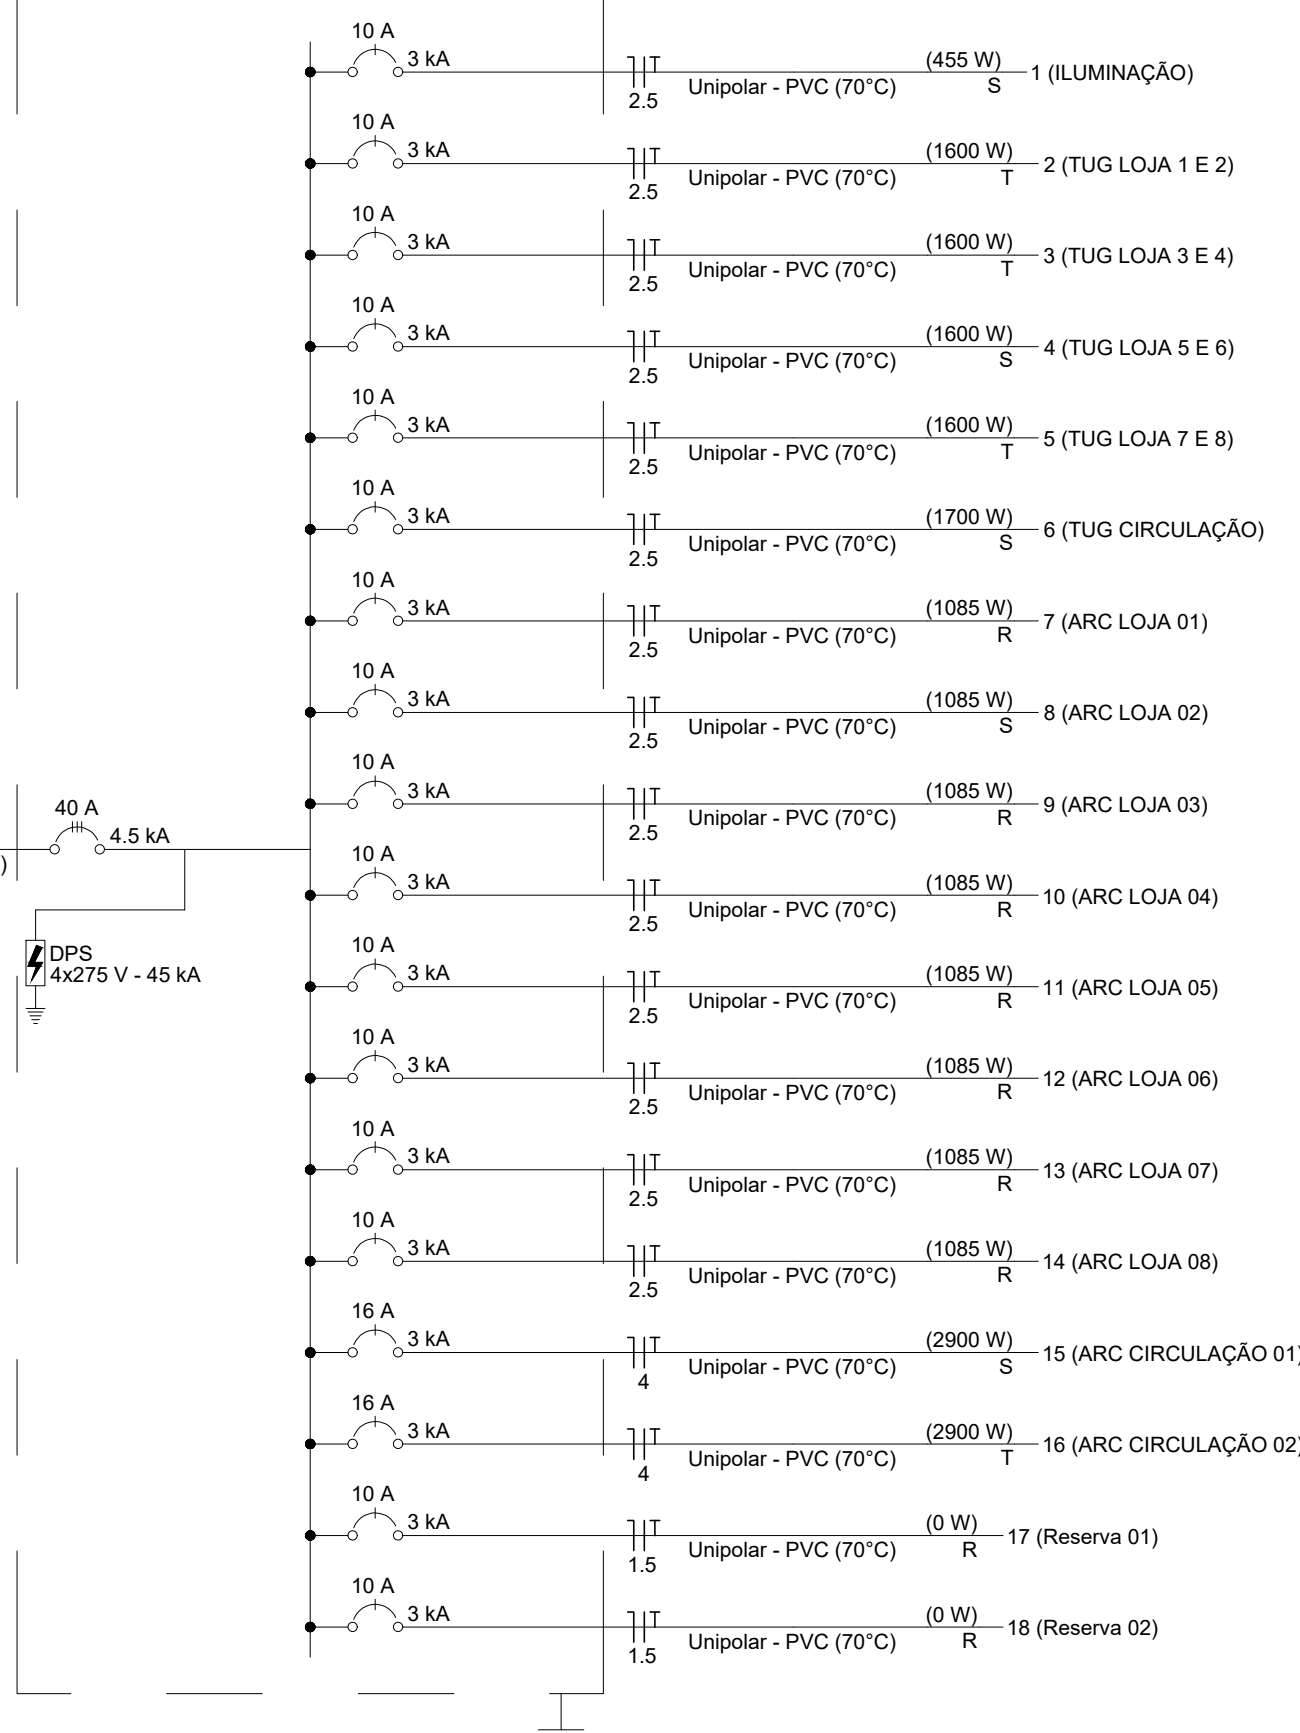 10 A
3 kA
2.5
Unipolar - PVC (70°C)
(455 W)
S
1 (ILUMINAÇÃO)
10 A
3 kA
2.5
Unipolar - PVC (70°C)
(1600 W)
T
2 (TUG LOJA 1 E 2)
10 A
3 kA
2.5
Unipolar - PVC (70°C)
(1600 W)
T
3 (TUG LOJA 3 E 4)
10 A
3 kA
2.5
Unipolar - PVC (70°C)
(1600 W)
S
4 (TUG LOJA 5 E 6)
10 A
3 kA
2.5
Unipolar - PVC (70°C)
(1600 W)
T
5 (TUG LOJA 7 E 8)
10 A
3 kA
2.5
Unipolar - PVC (70°C)
(1700 W)
S
6 (TUG CIRCULAÇÃO)
10 A
3 kA
2.5
Unipolar - PVC (70°C)
(1085 W)
R
7 (ARC LOJA 01)
10 A
3 kA
2.5
Unipolar - PVC (70°C)
(1085 W)
S
8 (ARC LOJA 02)
10 A
3 kA
2.5
Unipolar - PVC (70°C)
(1085 W)
R
9 (ARC LOJA 03)
40 A
4.5 kA
)
DPS
4x275 V - 45 kA
10 A
3 kA
2.5
Unipolar - PVC (70°C)
(1085 W)
R
10 (ARC LOJA 04)
10 A
3 kA
2.5
Unipolar - PVC (70°C)
(1085 W)
R
11 (ARC LOJA 05)
10 A
3 kA
2.5
Unipolar - PVC (70°C)
(1085 W)
R
12 (ARC LOJA 06)
10 A
3 kA
2.5
Unipolar - PVC (70°C)
(1085 W)
R
13 (ARC LOJA 07)
10 A
3 kA
2.5
Unipolar - PVC (70°C)
(1085 W)
R
14 (ARC LOJA 08)
16 A
3 kA
4
Unipolar - PVC (70°C)
(2900 W)
S
15 (ARC CIRCULAÇÃO 01)
16 A
3 kA
4
Unipolar - PVC (70°C)
(2900 W)
T
16 (ARC CIRCULAÇÃO 02)
10 A
3 kA
1.5
Unipolar - PVC (70°C)
(0 W)
R
17 (Reserva 01)
10 A
3 kA
1.5
Unipolar - PVC (70°C)
(0 W)
R
18 (Reserva 02)